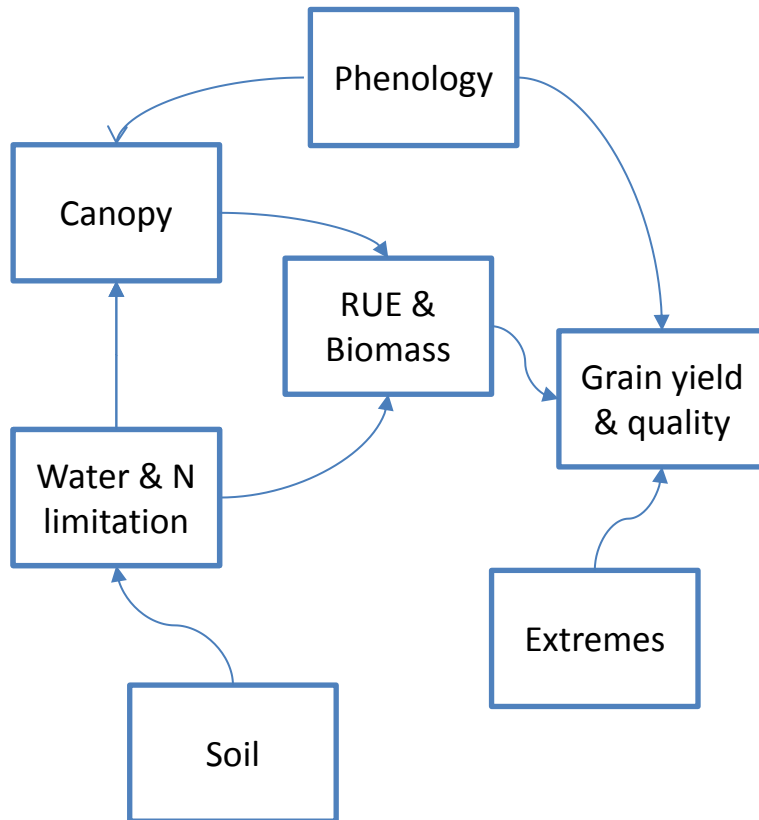 Phenology
Canopy
RUE &
Biomass
Grain yield
& quality
Water & N
limitation
Extremes
Soil